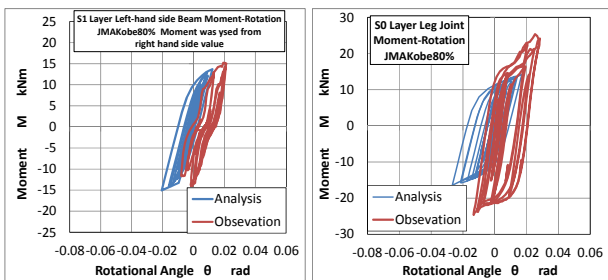 S1 Layer Left-hand side Beam Moment-Rotation
JMAKobe80% Moment was ysed from
right hand side value
25
20
15
10
5
0
-5
-10
-15
-20
-25
Moment M kNm
Analysis
Obsevation
-0.08 -0.06 -0.04 -0.02 0 0.02 0.04 0.06
Rotational Angle θ rad
S0 Layer Leg Joint
Moment-Rotation
JMAKobe80%
30
20
10
0
-10
-20
-30
Moment M kNm
Analysis
Obsevation
-0.08 -0.06 -0.04 -0.02 0 0.02 0.04 0.06
Rotational Angle θ rad